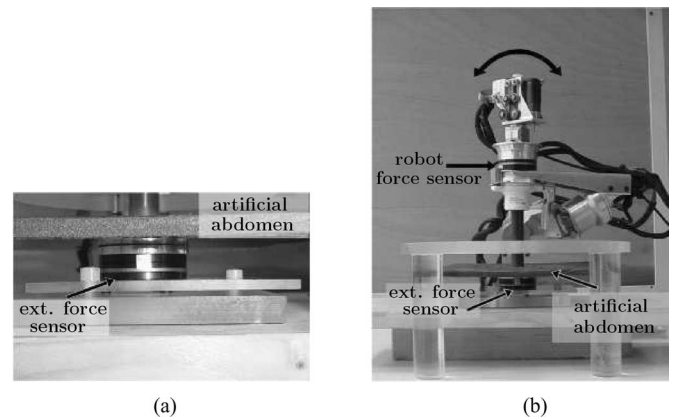 artificial
abdomen
ext. force
sensor
(a)
robot
force sensor
ext. force
sensor
artificial
abdomen
(b)